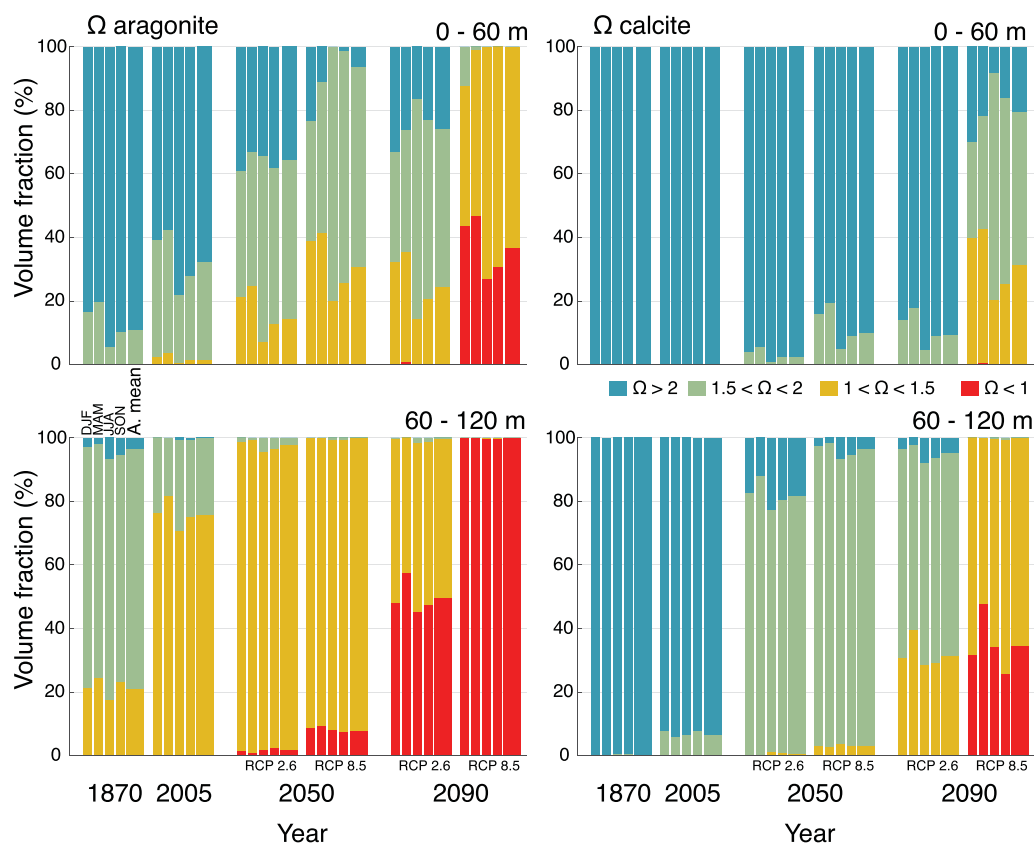 Ω aragonite
0 - 60 m
Ω calcite
0 - 60 m
Volume fraction (%)
100
80
60
40
20
0
100
80
60
40
20
0
DJF
MAM
JJA
SON
A. mean
Ω > 2
1.5 < Ω < 2
1 < Ω < 1.5
Ω < 1
60 - 120 m
60 - 120 m
Volume fraction (%)
100
80
60
40
20
0
100
80
60
40
20
0
RCP 2.6 RCP 8.5 RCP 2.6 RCP 8.5
RCP 2.6 RCP 8.5 RCP 2.6 RCP 8.5
1870 2005 2050 2090
1870 2005 2050 2090
Year
Year